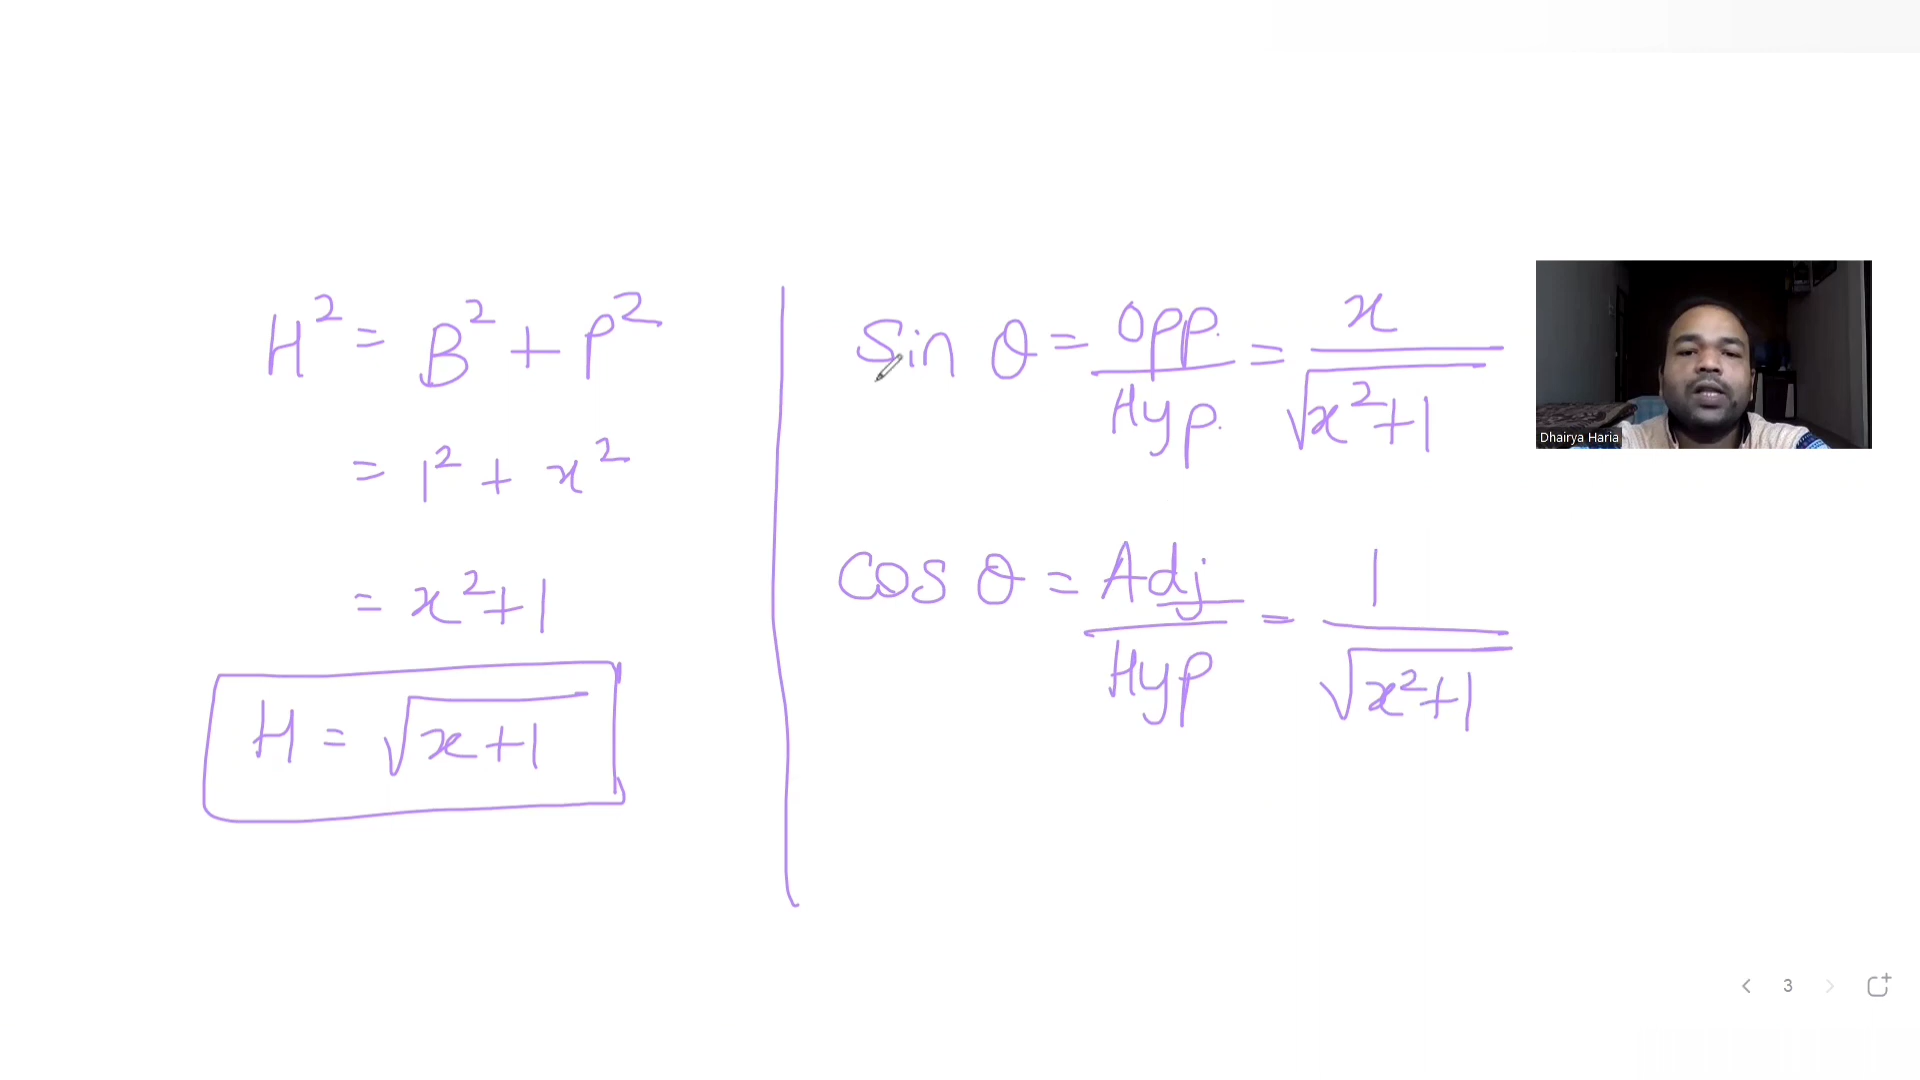 H² = B² + P²
= 1² + x²
= x²+1
H = √x+1
Sin θ = Opp. / Hyp. = x / √x²+1
Cos θ = Adj / Hyp = 1 / √x²+1
Dhairya Haria
3